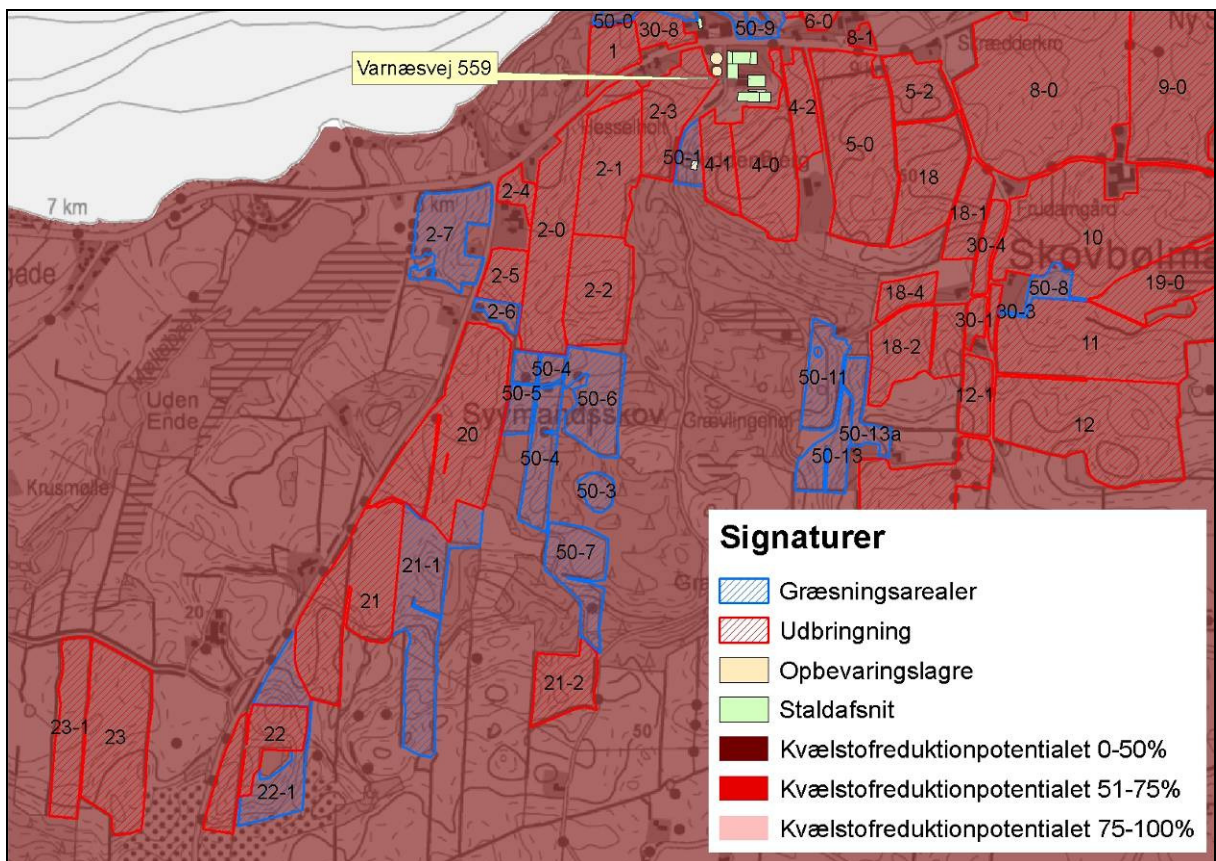 50-0
30-8
50-9
6-0
8-1
Ny S
1
Skrædderkro
Varnæsvej 559
5-2
8-0
9-0
4-2
2-3
Hesselholt
5-0
2-1
50-1
4-1
4-0
18
50
2-4
7 km
18-1
Frudamgård
2-7
2-0
30-4
10
Skovbølma
gade
2-5
50-8
19-0
2-2
18-4
2-6
30-3
30-1
11
18-2
50-4
50-11
50-5
50-6
12-1
Uden
Ende
20
Syvmandsskov
Grævlingehøj
12
50-13a
50-4
50-13
Krusmølle
50-3
50-7
21-1
21
20
21-2
23-1
23
22
50
22-1
Signaturer
Græsningsarealer
Udbringning
Opbevaringslagre
Staldafsnit
Kvælstofreduktionpotentialet 0-50%
Kvælstofreduktionpotentialet 51-75%
Kvælstofreduktionpotentialet 75-100%